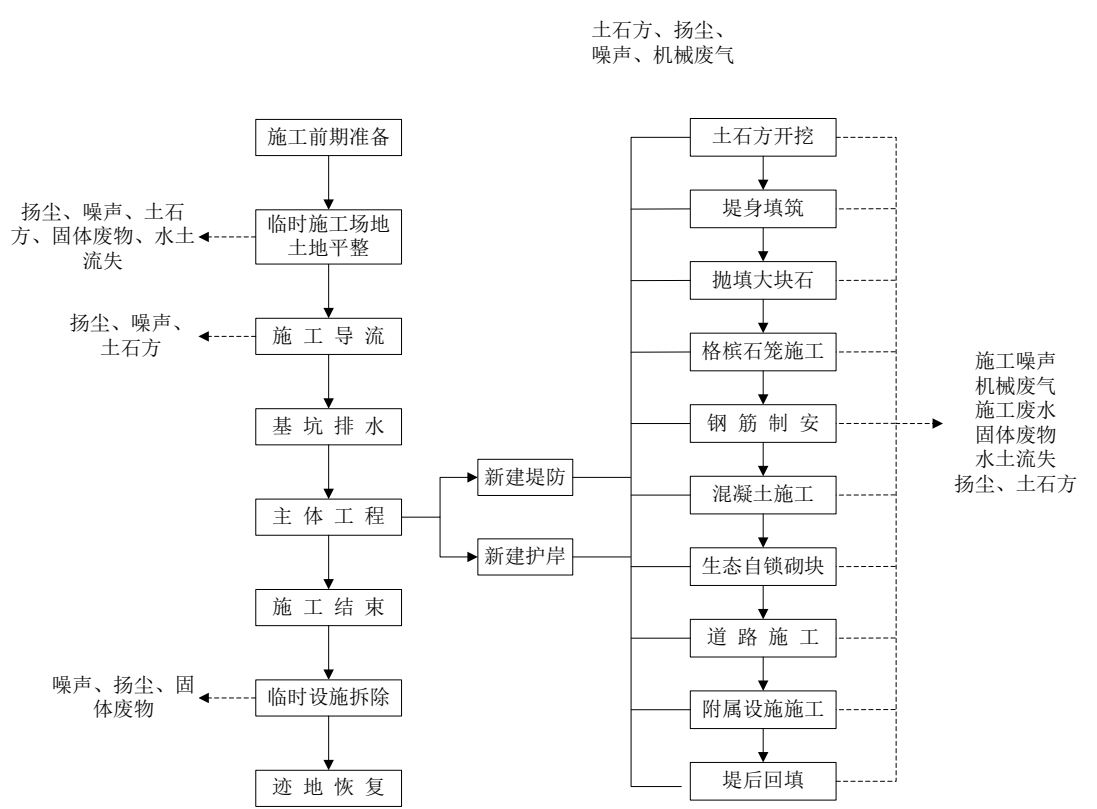 土石方、扬尘、
噪声、机械废气
施工前期准备
扬尘、噪声、土石
方、固体废物、水土
流失
临时施工场地
土地平整
扬尘、噪声、
土石方
施 工 导 流
基 坑 排 水
主 体 工 程
施 工 结 束
噪声、扬尘、固
体废物
临时设施拆除
迹 地 恢 复
新建堤防
新建护岸
土石方开挖
堤身填筑
抛填大块石
格槟石笼施工
钢 筋 制 安
混凝土施工
生态自锁砌块
道 路 施 工
附属设施施工
堤后回填
施工噪声
机械废气
施工废水
固体废物
水土流失
扬尘、土石方